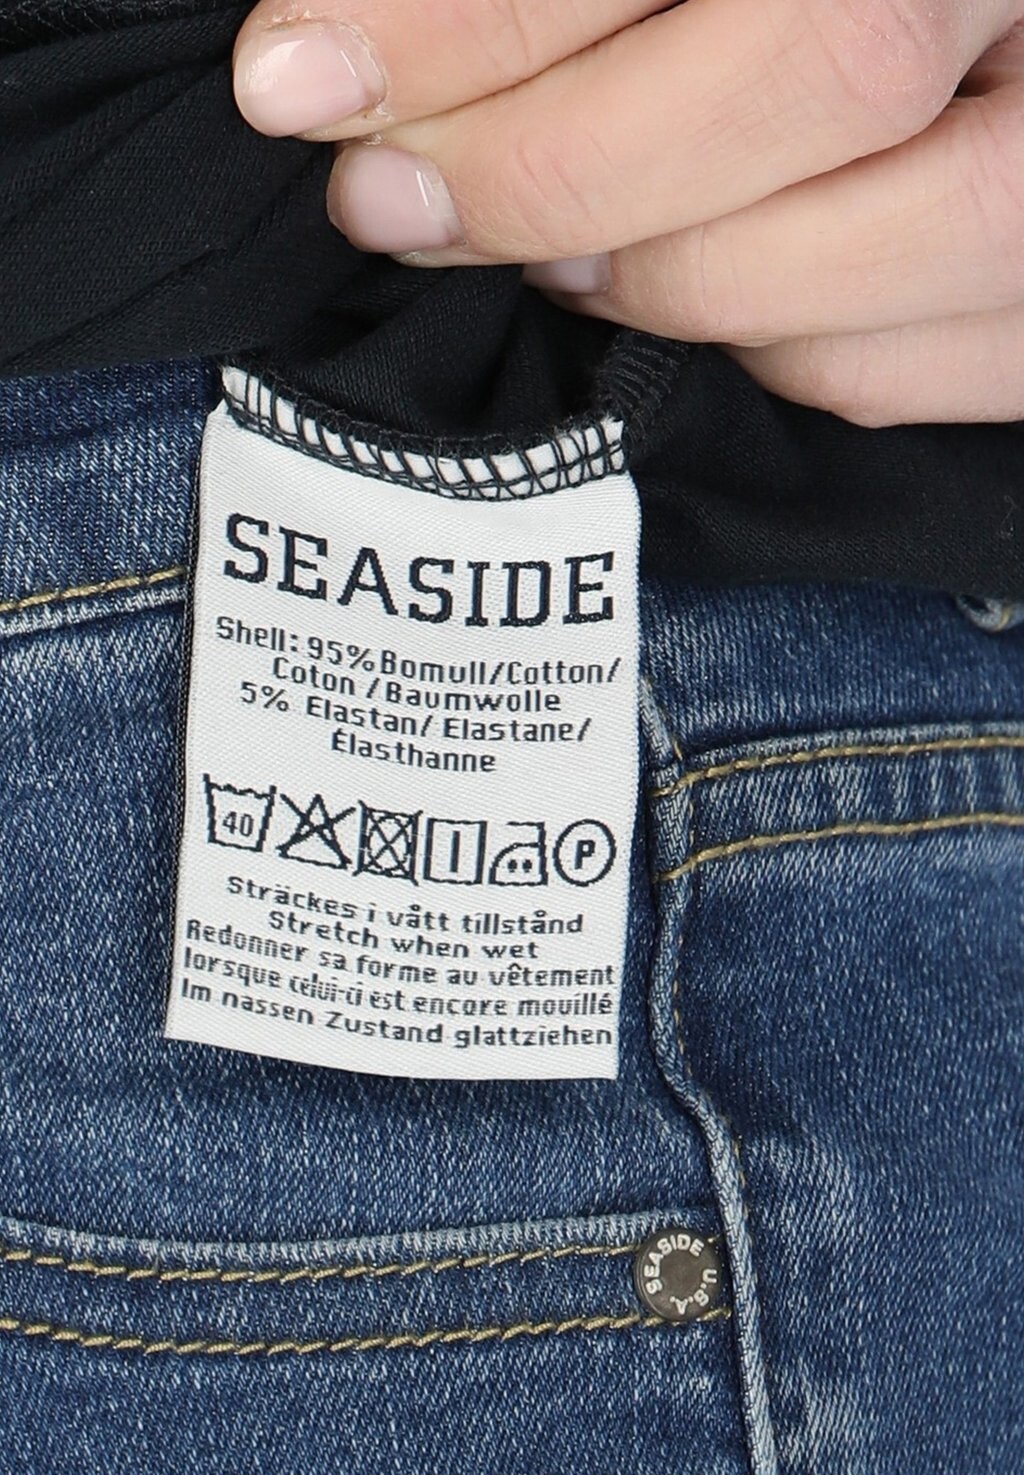 SEASIDE
Shell: 95% Bomull/Cotton/
Coton /Baumwolle
5% Elastan/ Elastane/
Élasthanne
40 P
Sträckes i vått tillstånd
Stretch when wet
Redonner sa forme au vêtement
lorsque celui-ci est encore mouillé
Im nassen Zustand glattziehen
SEASIDE U.S.A.